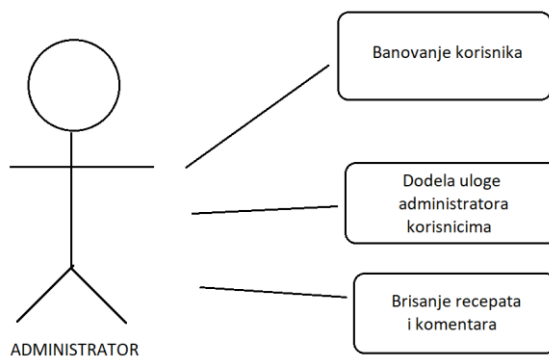 Banovanje korisnika
Dodela uloge
administratora
korisnicima
Brisanje recepata
i komentara
ADMINISTRATOR